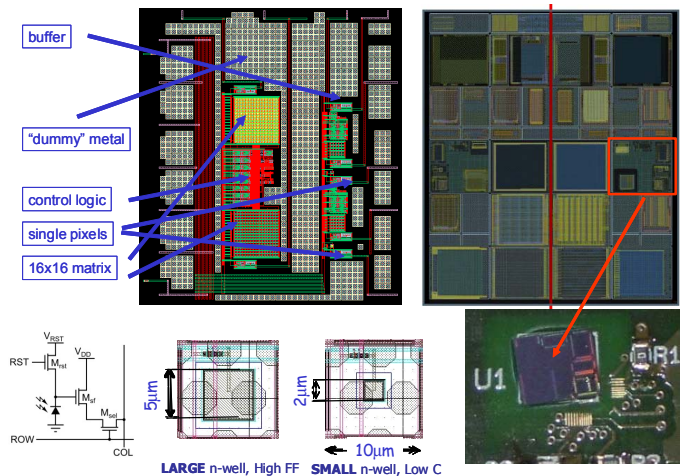 buffer
“dummy” metal
control logic
single pixels
16x16 matrix
V_RST
RST
M_rst
V_DD
M_sf
M_sel
ROW
COL
5μm
2μm
10μm
LARGE n-well, High FF
SMALL n-well, Low C
U1
R1